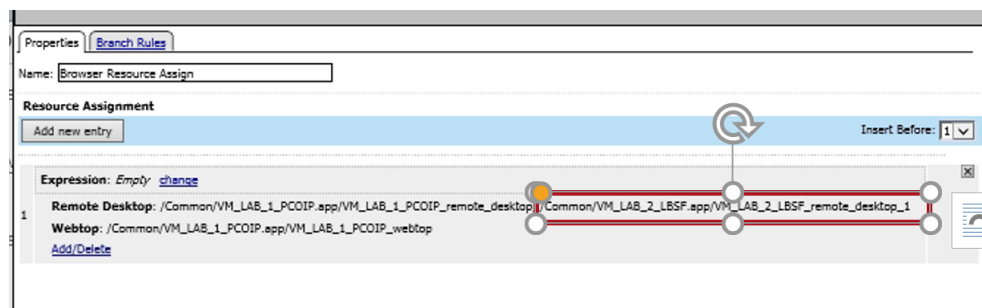 Properties Branch Rules
Name: Browser Resource Assign
Resource Assignment
Add new entry Insert Before: 1
Expression: Empty change
1 Remote Desktop: /Common/VM_LAB_1_PCOIP.app/VM_LAB_1_PCOIP_remote_desktop /Common/VM_LAB_2_LBSF.app/VM_LAB_2_LBSF_remote_desktop_1
Webtop: /Common/VM_LAB_1_PCOIP.app/VM_LAB_1_PCOIP_webtop
Add/Delete